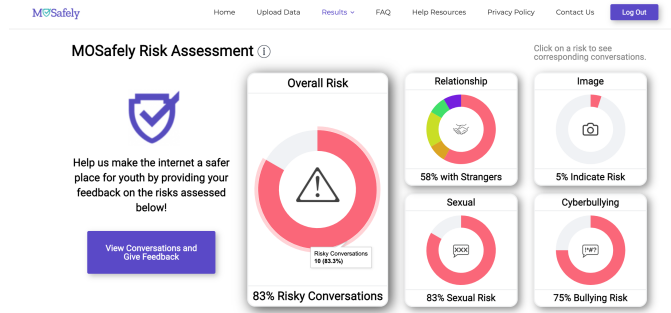 MOSafely
Home Upload Data Results FAQ Help Resources Privacy Policy Contact Us Log Out
MOSafely Risk Assessment i
Click on a risk to see
corresponding conversations.
Help us make the internet a safer
place for youth by providing your
feedback on the risks assessed
below!
View Conversations and
Give Feedback
Overall Risk
Risky Conversations
10 (83.3%)
83% Risky Conversations
Relationship
58% with Strangers
Image
5% Indicate Risk
Sexual
XXX
83% Sexual Risk
Cyberbullying
!*#?
75% Bullying Risk